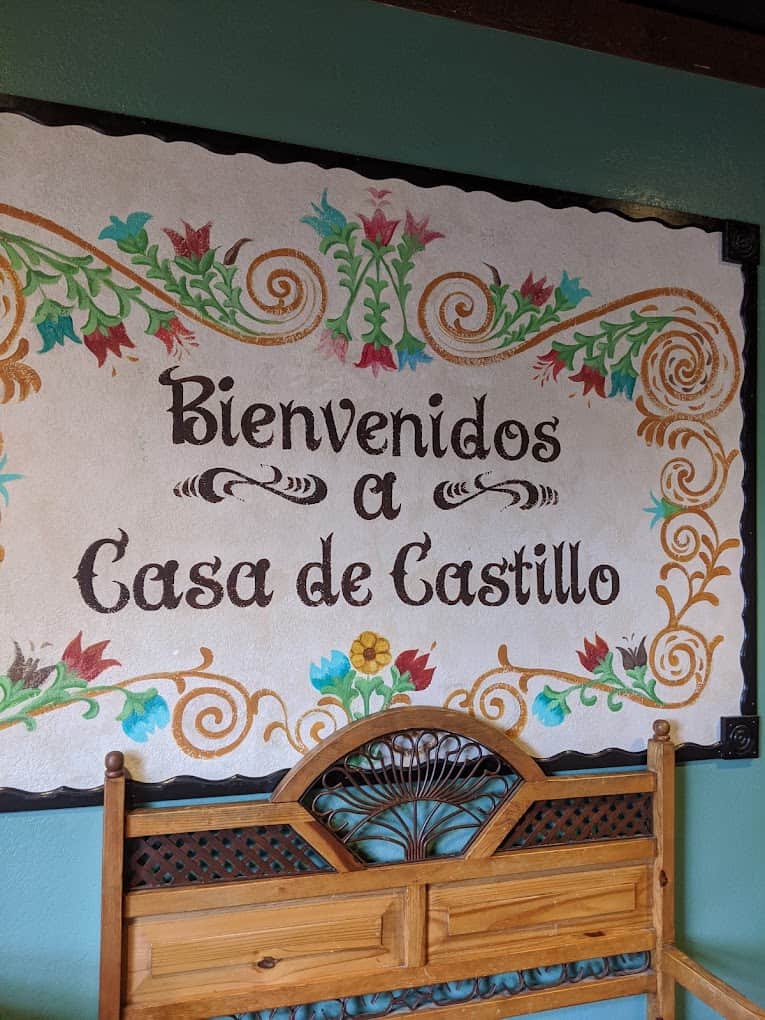 Bienvenidos
a
Casa de Castillo